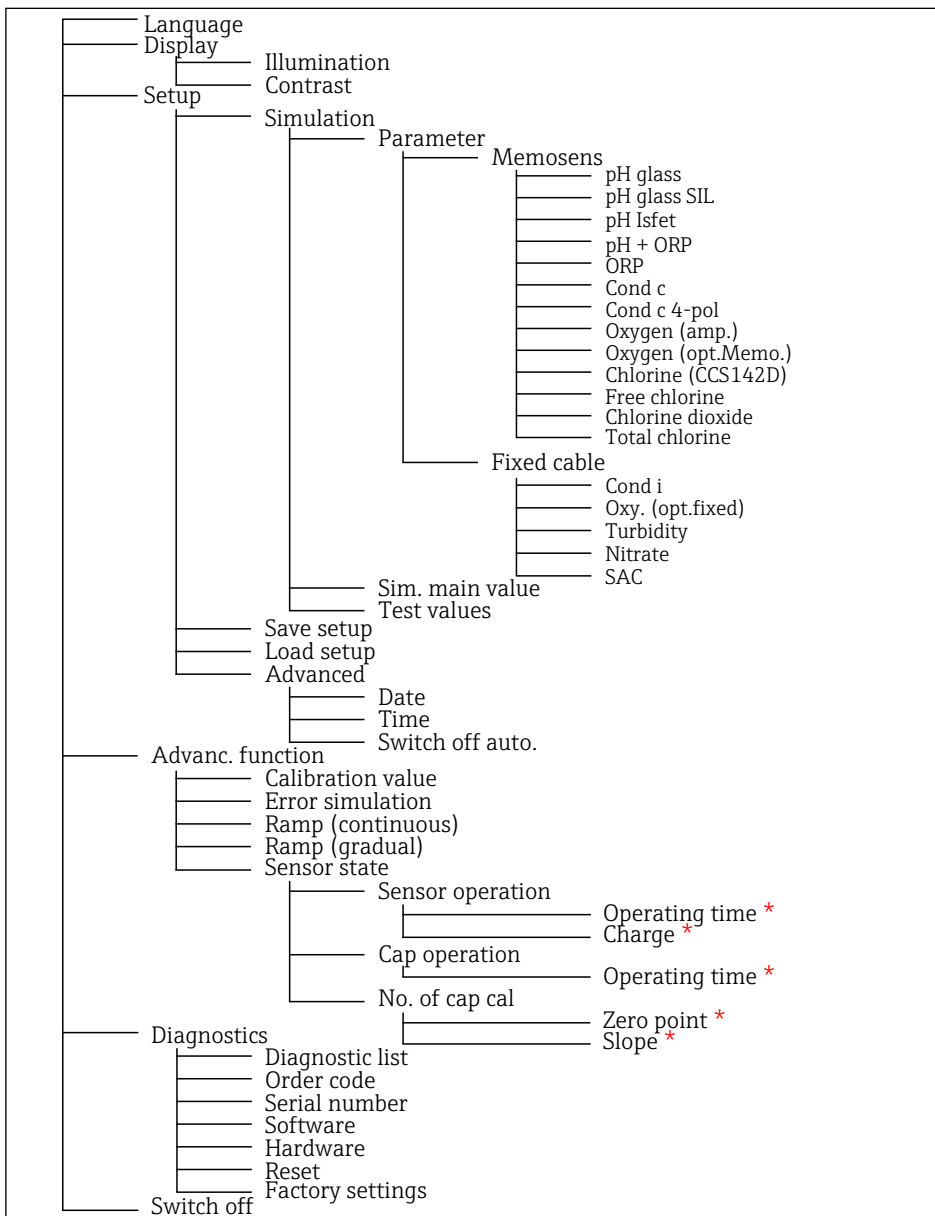 Language
Display
Illumination
Contrast
Setup
Simulation
Parameter
Memosens
pH glass
pH glass SIL
pH Isfet
pH + ORP
ORP
Cond c
Cond c 4-pol
Oxygen (amp.)
Oxygen (opt.Memo.)
Chlorine (CCS142D)
Free chlorine
Chlorine dioxide
Total chlorine
Fixed cable
Cond i
Oxy. (opt.fixed)
Turbidity
Nitrate
SAC
Sim. main value
Test values
Save setup
Load setup
Advanced
Date
Time
Switch off auto.
Advanc. function
Calibration value
Error simulation
Ramp (continuous)
Ramp (gradual)
Sensor state
Sensor operation
Operating time *
Charge *
Cap operation
Operating time *
No. of cap cal
Zero point *
Slope *
Diagnostics
Diagnostic list
Order code
Serial number
Software
Hardware
Reset
Factory settings
Switch off